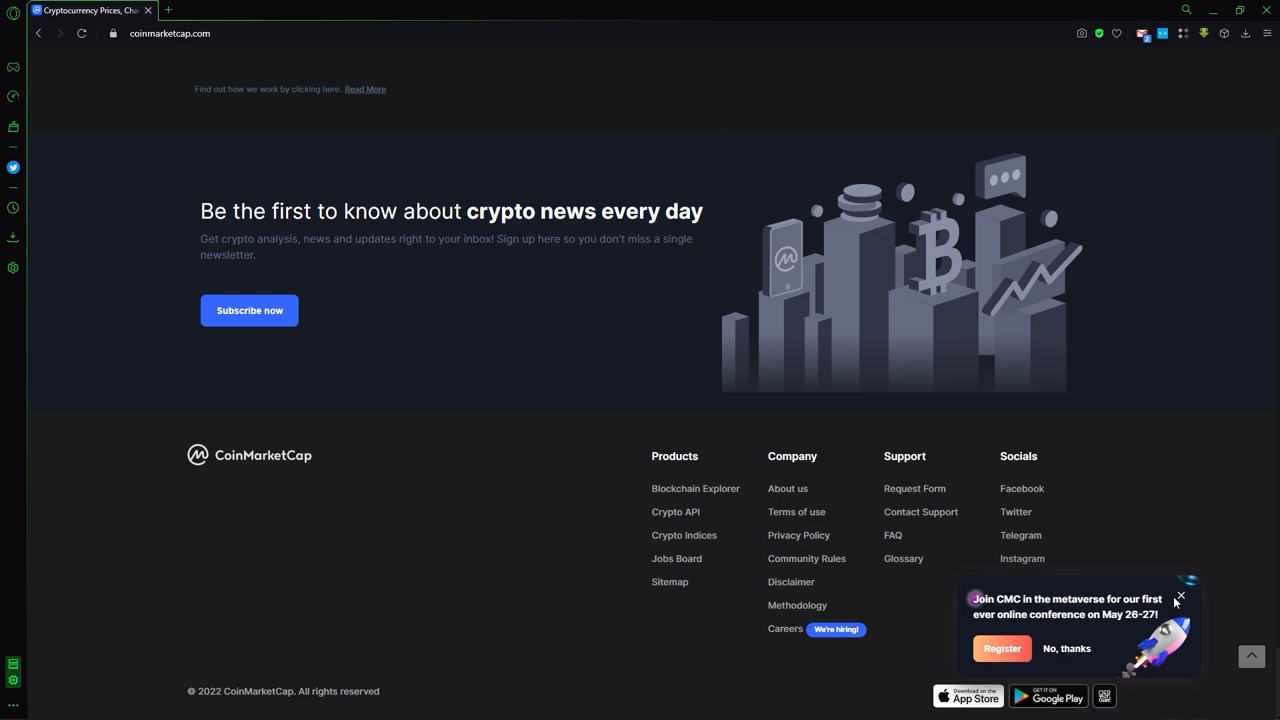 Cryptocurrency Prices, Cha
coinmarketcap.com
2
Find out how we work by clicking here. Read More
Be the first to know about crypto news every day
Get crypto analysis, news and updates right to your inbox! Sign up here so you don't miss a single
newsletter.
Subscribe now
CoinMarketCap
Products
Blockchain Explorer
Crypto API
Crypto Indices
Jobs Board
Sitemap
Company
About us
Terms of use
Privacy Policy
Community Rules
Disclaimer
Methodology
Careers We're hiring!
Support
Request Form
Contact Support
FAQ
Glossary
Socials
Facebook
Twitter
Telegram
Instagram
Join CMC in the metaverse for our first
ever online conference on May 26-27!
Register No, thanks
© 2022 CoinMarketCap. All rights reserved
Download on the
App Store
GET IT ON
Google Play